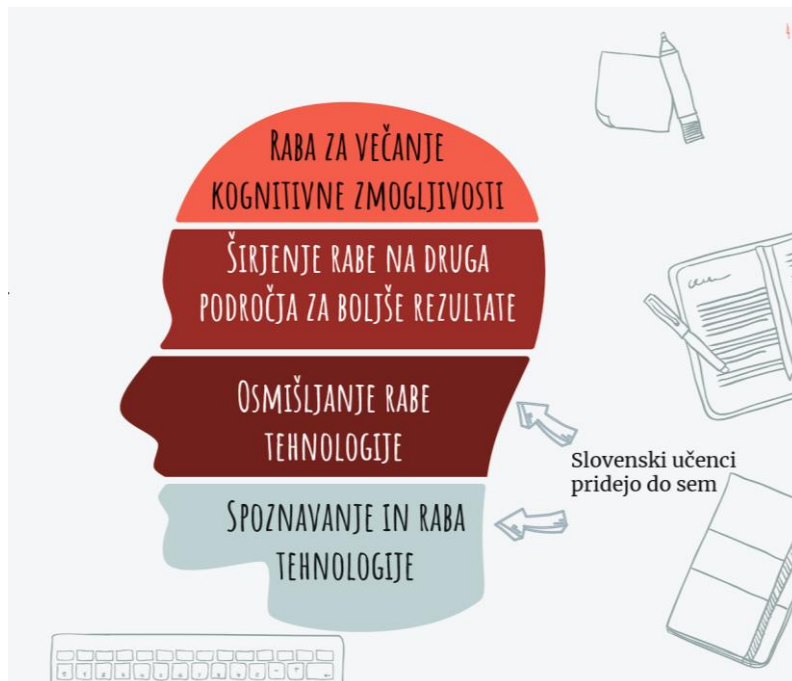 RABA ZA VEČANJE
KOGNITIVNE ZMOGLJIVOSTI
ŠIRJENJE RABE NA DRUGA
PODROČJA ZA BOLJŠE REZULTATE
OSMIŠLJANJE RABE
TEHNOLOGIJE
Slovenski učenci
pridejo do sem
SPOZNAVANJE IN RABA
TEHNOLOGIJE